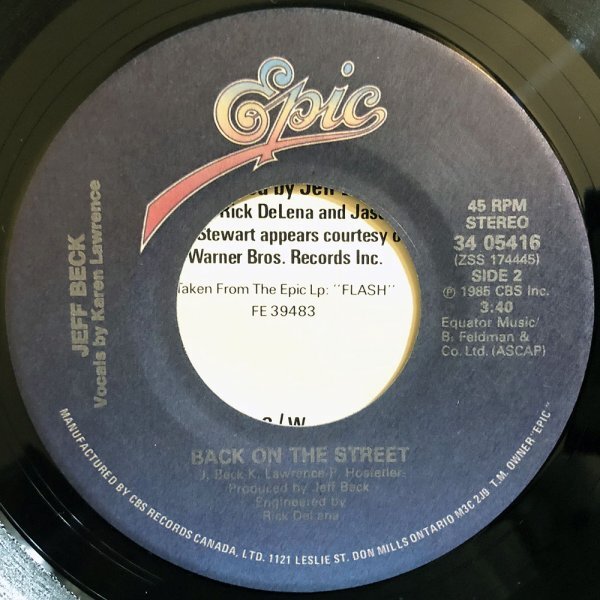 Epic
by Jeff
Rick DeLena and
Stewart appears courtesy
Warner Bros. Records Inc.
Taken From The Epic Lp: "FLASH"
FE 39483
JEFF BECK
Vocals by Karen Lawrence
45 RPM
STEREO
34 05416
(ZSS 174445)
SIDE 2
℗ 1985 CBS Inc.
3:40
Equator Music/
B. Feldman &
Co. Ltd. (ASCAP)
BACK ON THE STREET
J. Beck-K. Lawrence-P. Hostetler
Produced by Jeff Beck
Engineered by
Rick DeLena
MANUFACTURED BY CBS RECORDS CANADA, LTD. 1121 LESLIE ST. DON MILLS ONTARIO M3C 2J9 T.M. OWNER "EPIC"